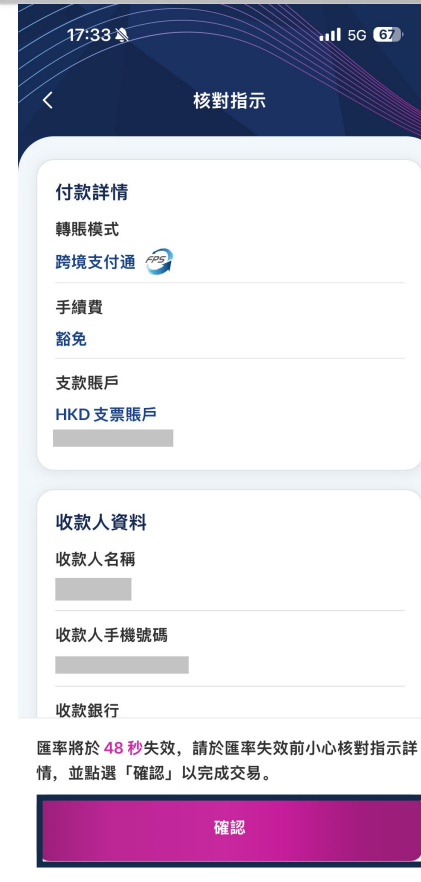 17:33 5G 67
核對指示
付款詳情
轉賬模式
跨境支付通 FPS
手續費
豁免
支款賬戶
HKD 支票賬戶
收款人資料
收款人名稱
收款人手機號碼
收款銀行
匯率將於 48 秒失效，請於匯率失效前小心核對指示詳
情，並點選「確認」以完成交易。
確認